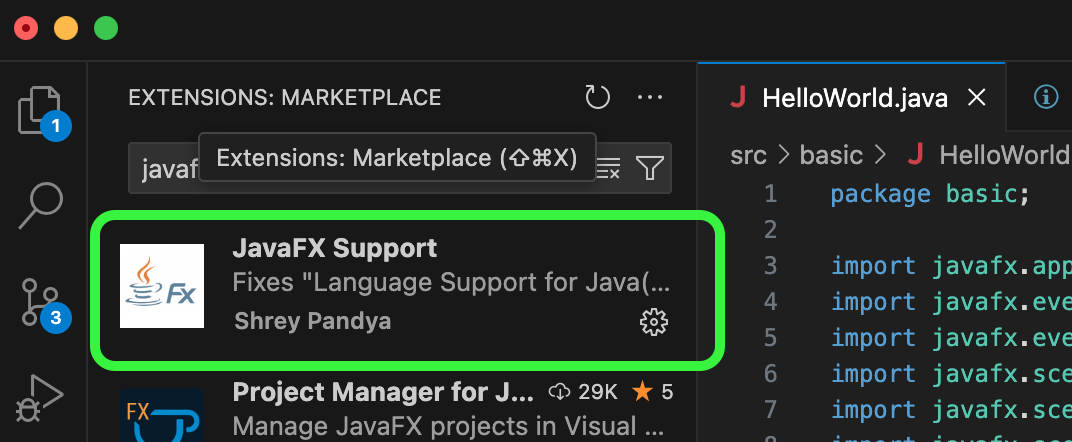 EXTENSIONS: MARKETPLACE
javaf
Extensions: Marketplace (⇧⌘X)
1
3
JavaFX Support
Fixes "Language Support for Java(...
Shrey Pandya
Fx
Project Manager for J... 29K ★ 5
Manage JavaFX projects in Visual ...
FX
J HelloWorld.java ×
src > basic > J HelloWorld
1 package basic;
2
3 import javafx.app
4 import javafx.eve
5 import javafx.eve
6 import javafx.sce
7 import javafx.sce